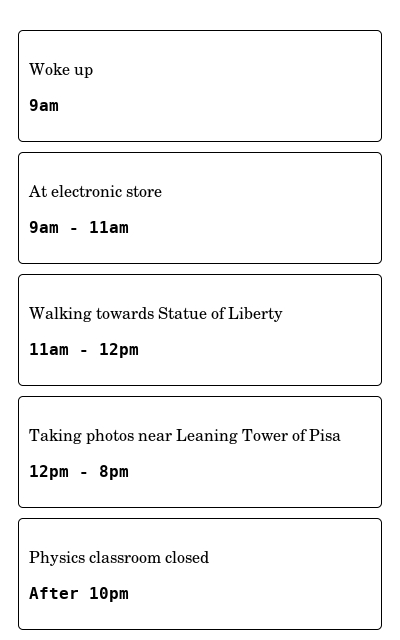 Woke up
9am
At electronic store
9am - 11am
Walking towards Statue of Liberty
11am - 12pm
Taking photos near Leaning Tower of Pisa
12pm - 8pm
Physics classroom closed
After 10pm